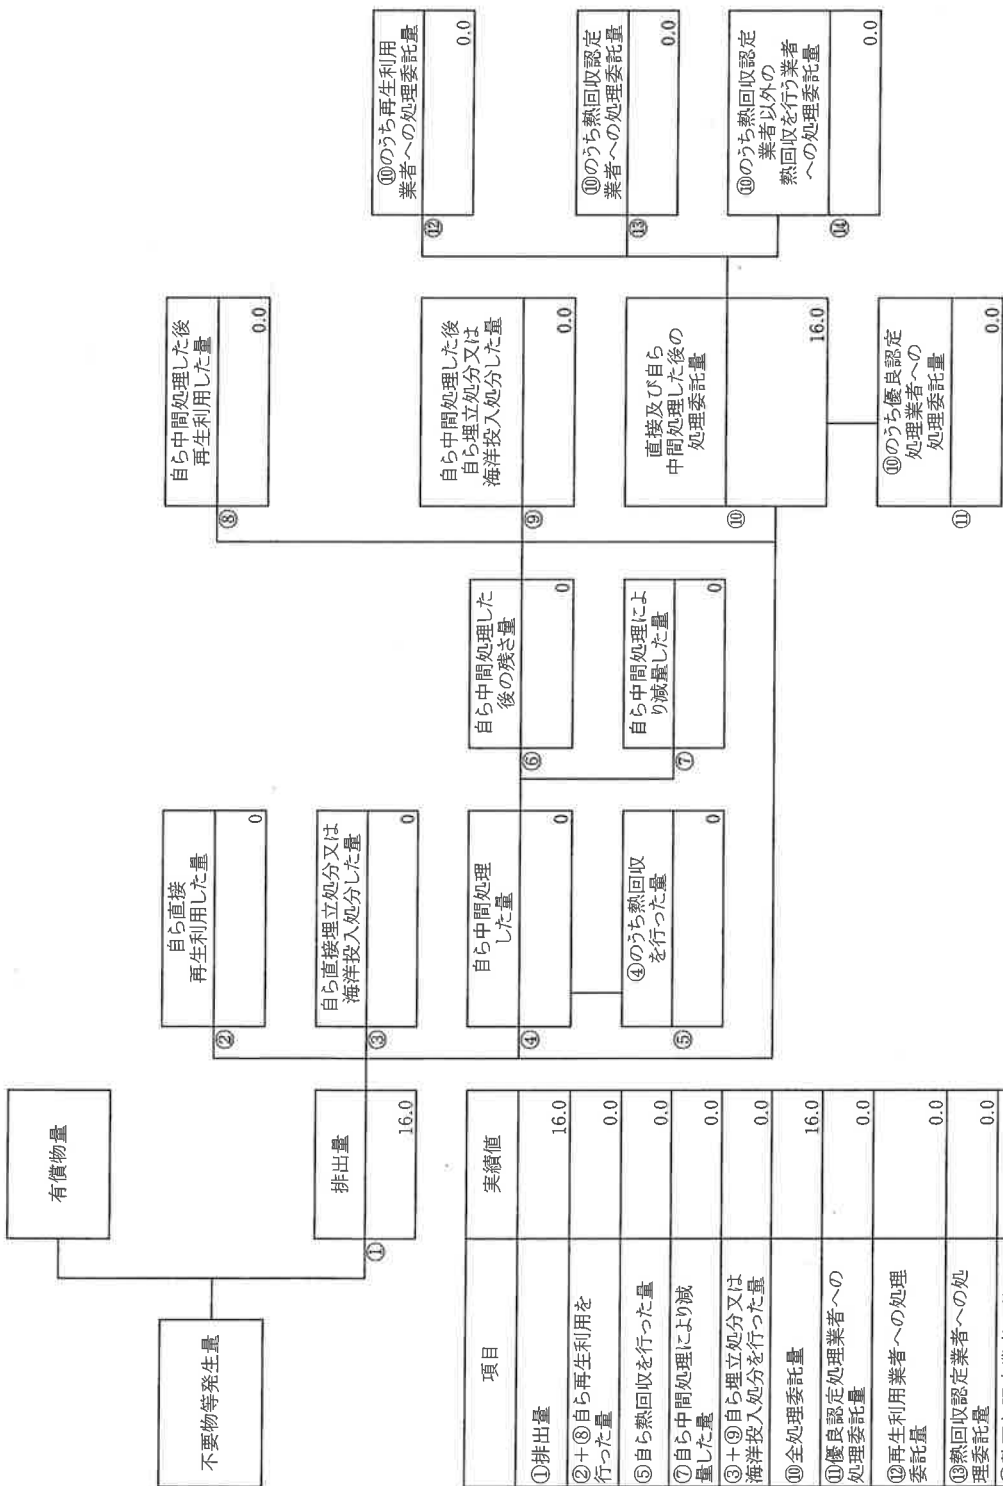 有償物量
不要物等発生量
排出量
①
16.0
自ら直接
再生利用した量
②
0
自ら直接埋立処分又は
海洋投入処分した量
③
0
自ら中間処理
した量
④
0
④のうち熱回収
を行った量
⑤
0
自ら中間処理した
後の残さ量
⑥
0
自ら中間処理によ
り減量した量
⑦
0
自ら中間処理した後
再生利用した量
⑧
0.0
自ら中間処理した後
自ら埋立処分又は
海洋投入処分した量
⑨
0.0
直接及び自ら
中間処理した後の
処理委託量
⑩
16.0
⑩のうち優良認定
処理業者への
処理委託量
⑪
0.0
⑩のうち再生利用
業者への処理委託量
⑫
0.0
⑩のうち熱回収認定
業者への処理委託量
⑬
0.0
⑩のうち熱回収認定
業者以外の
熱回収を行う業者
への処理委託量
⑭
0.0
項目 実績値
①排出量 16.0
②+⑧自ら再生利用を
行った量 0.0
⑤自ら熱回収を行った量 0.0
⑦自ら中間処理により減
量した量 0.0
③+⑨自ら埋立処分又は
海洋投入処分を行った量 0.0
⑩全処理委託量 16.0
⑪優良認定処理業者への
処理委託量 0.0
⑫再生利用業者への処理
委託量 0.0
⑬熱回収認定業者への処
理委託量 0.0